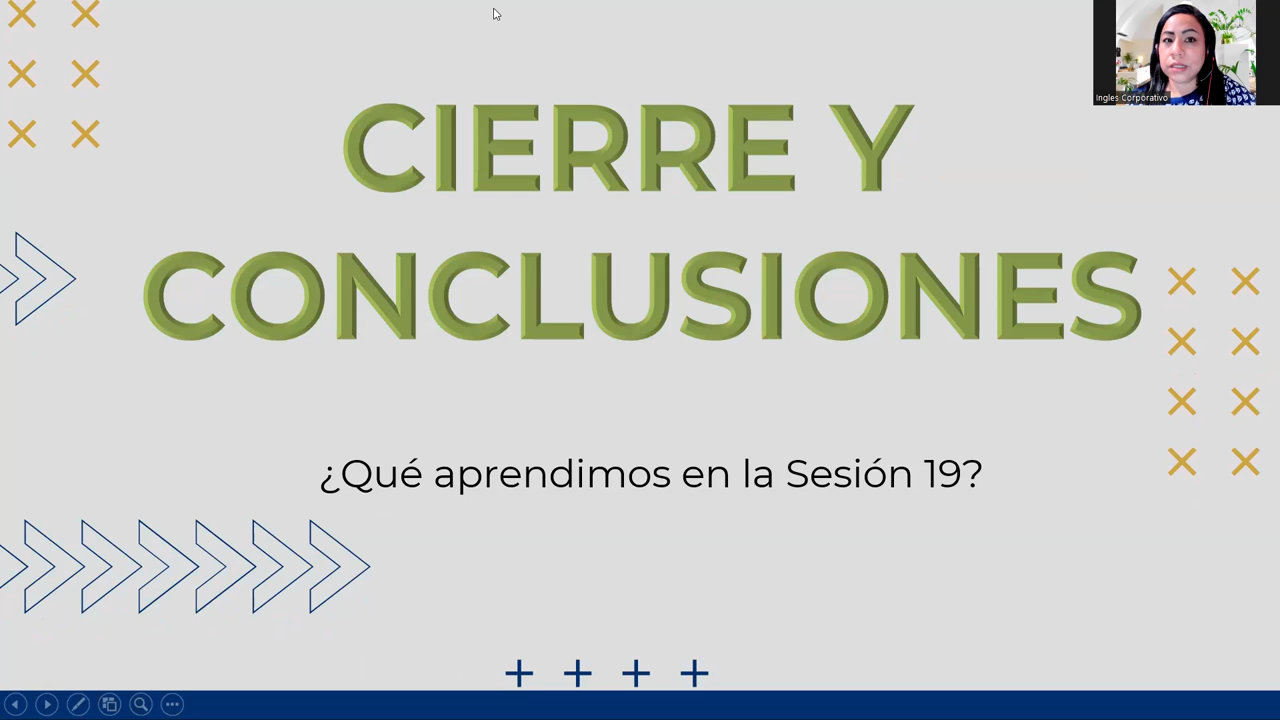 Ingles Corporativo
CIERRE Y
CONCLUSIONES
¿Qué aprendimos en la Sesión 19?